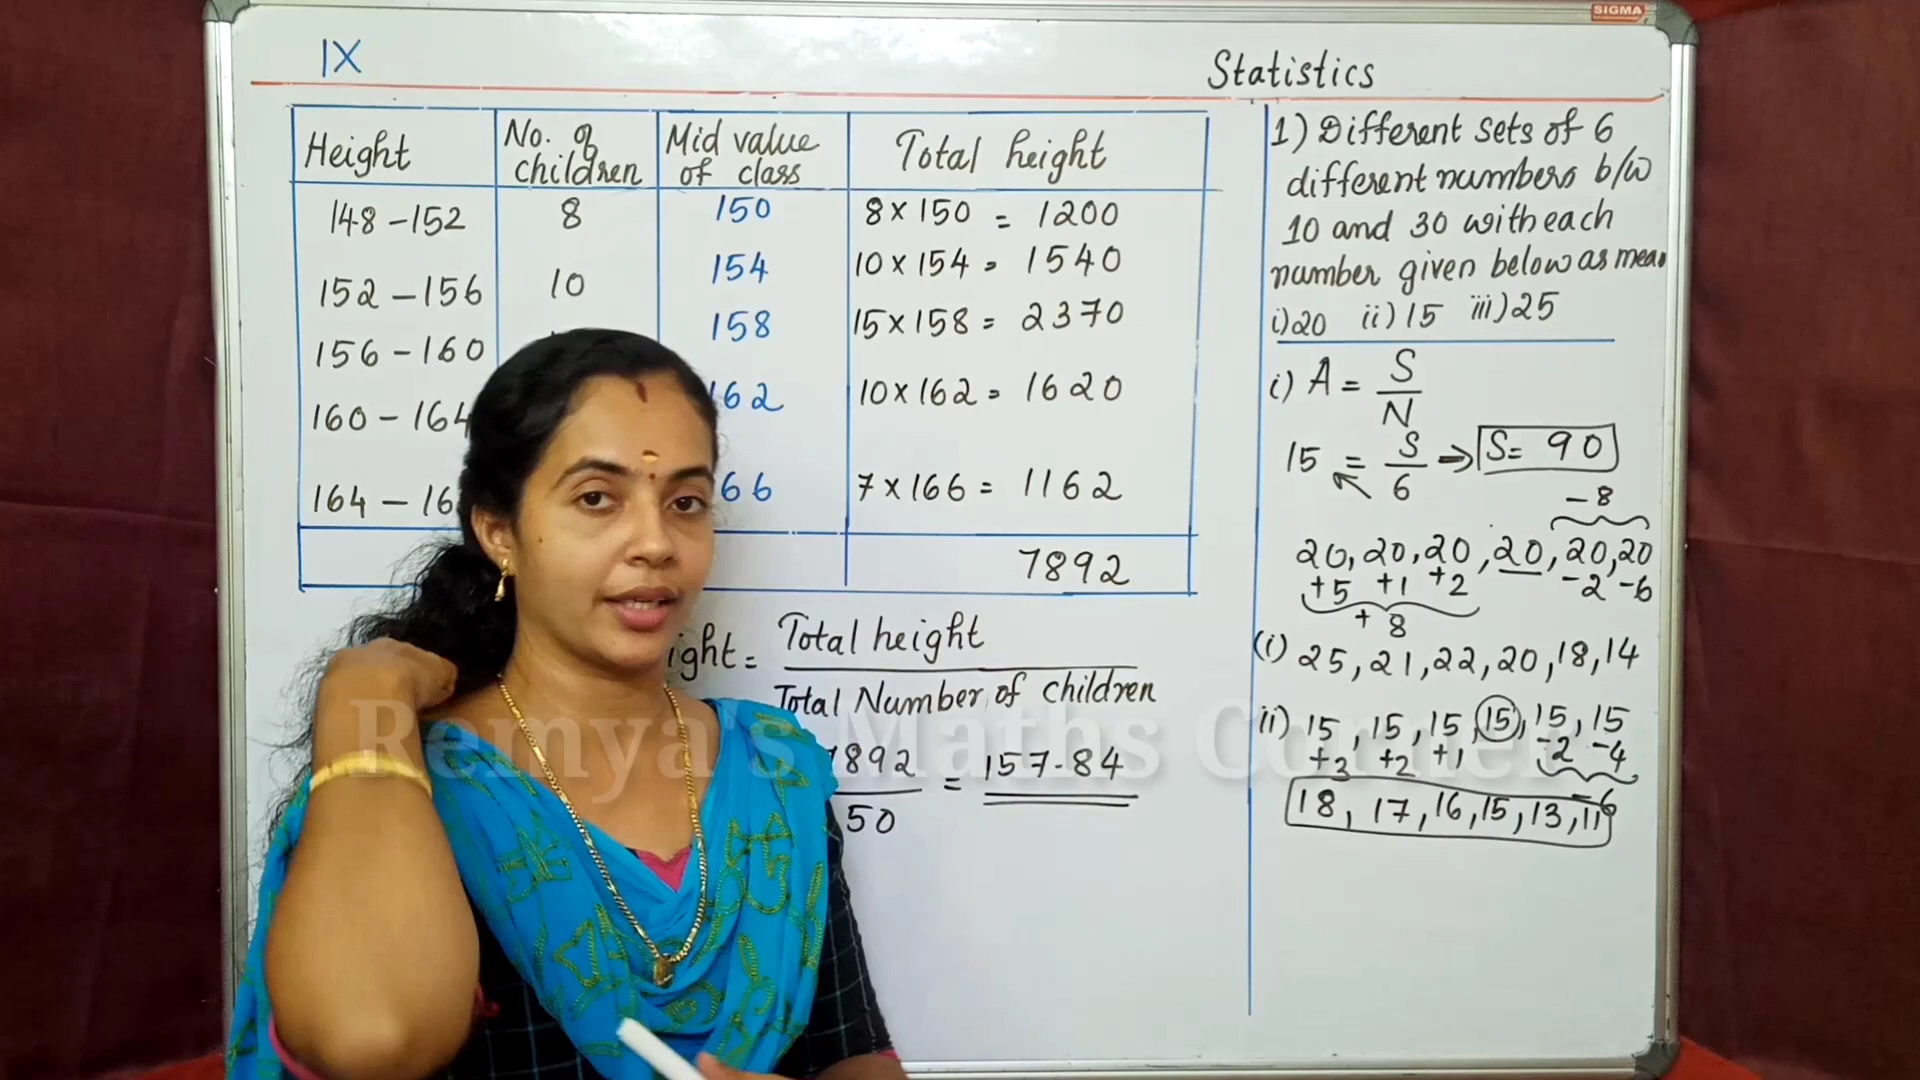 SIGMA
IX
Statistics
Height No. of children Mid value of class Total height
148 - 152 8 150 8 × 150 = 1200
152 - 156 10 154 10 × 154 = 1540
156 - 160 158 15 × 158 = 2370
160 - 164 162 10 × 162 = 1620
164 - 16 66 7 × 166 = 1162
7892
ight = Total height
Total Number of children
7892
50
= 157.84
1) Different sets of 6
different numbers b/w
10 and 30 with each
number given below as mean
i) 20 ii) 15 iii) 25
i) A = S
N
15 = S
6
→ S = 90
- 8
20, 20, 20, 20, 20, 20
+5 +1 +2 -2 -6
+ 8
(i) 25, 21, 22, 20, 18, 14
ii) 15, 15, 15, 15, 15, 15
+3 +2 +1 -2 -4
-6
18, 17, 16, 15, 13, 11
Remya's Maths Corner